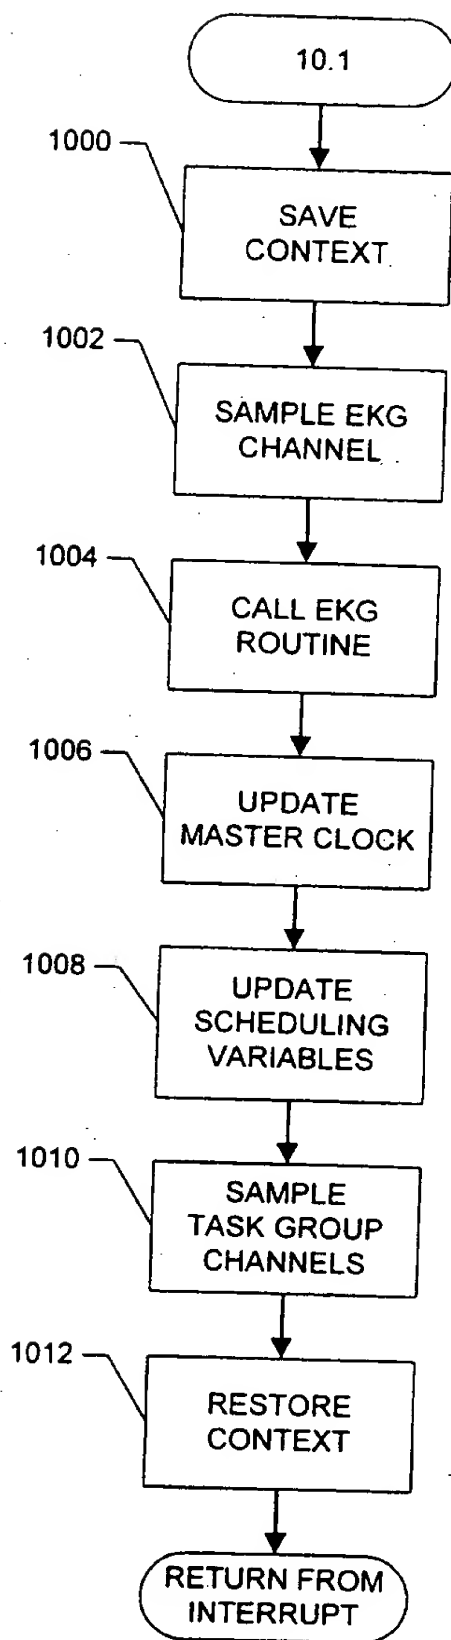 10.1
1000
SAVE
CONTEXT
1002
SAMPLE EKG
CHANNEL
1004
CALL EKG
ROUTINE
1006
UPDATE
MASTER CLOCK
1008
UPDATE
SCHEDULING
VARIABLES
1010
SAMPLE
TASK GROUP
CHANNELS
1012
RESTORE
CONTEXT
RETURN FROM
INTERRUPT